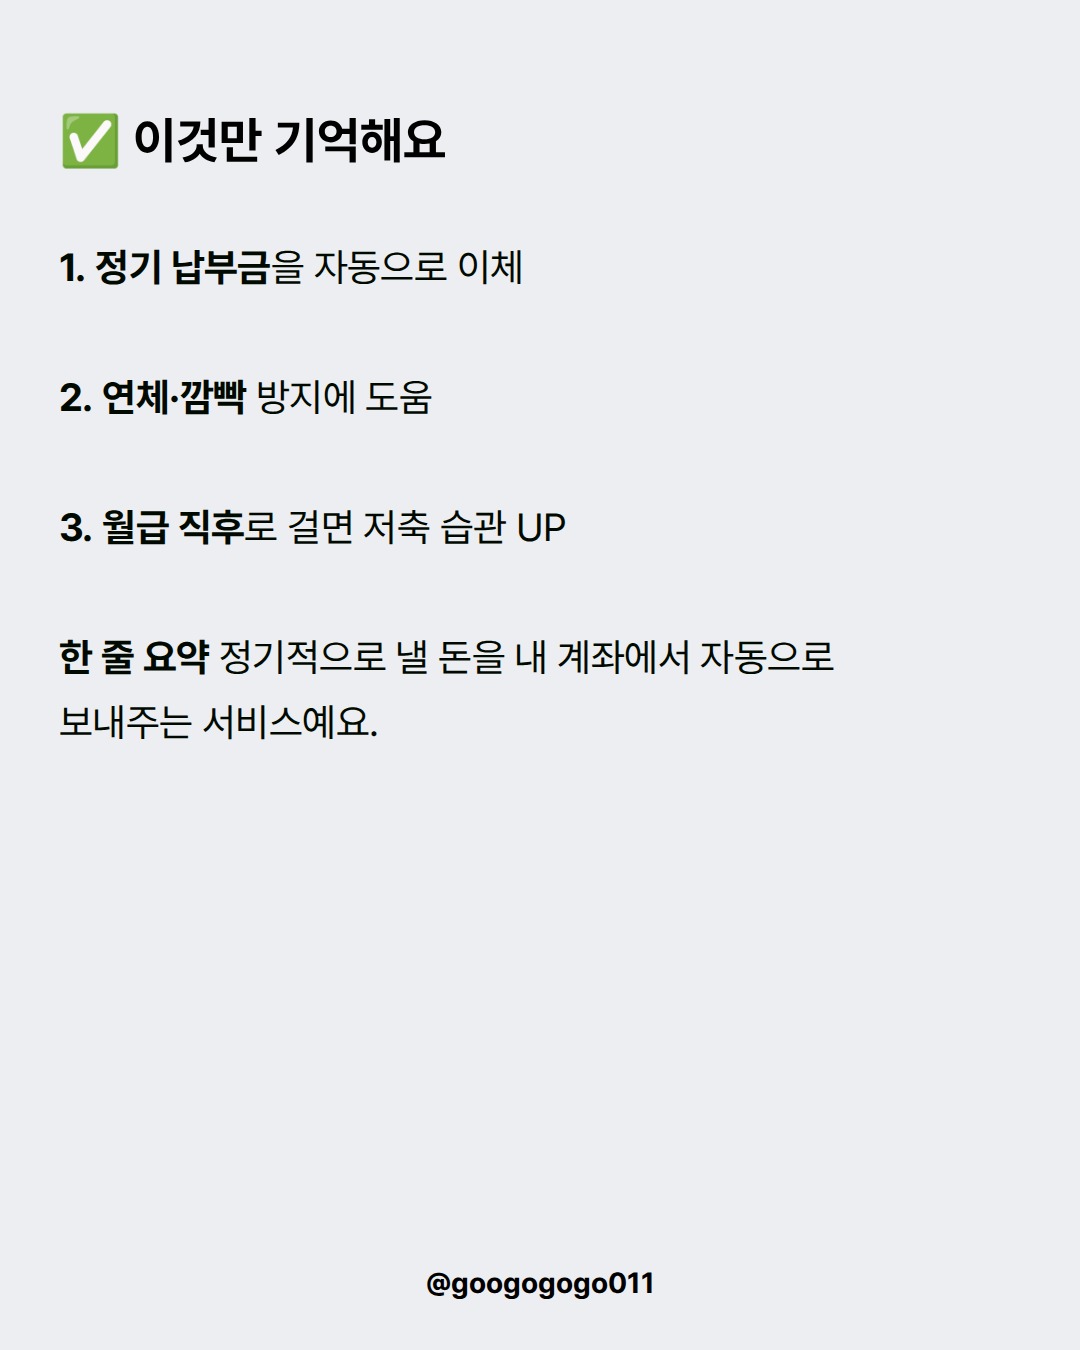 ✅ 이것만 기억해요
1. 정기 납부금을 자동으로 이체
2. 연체·깜빡 방지에 도움
3. 월급 직후로 걸면 저축 습관 UP
한 줄 요약 정기적으로 낼 돈을 내 계좌에서 자동으로
보내주는 서비스예요.
@googogogo011